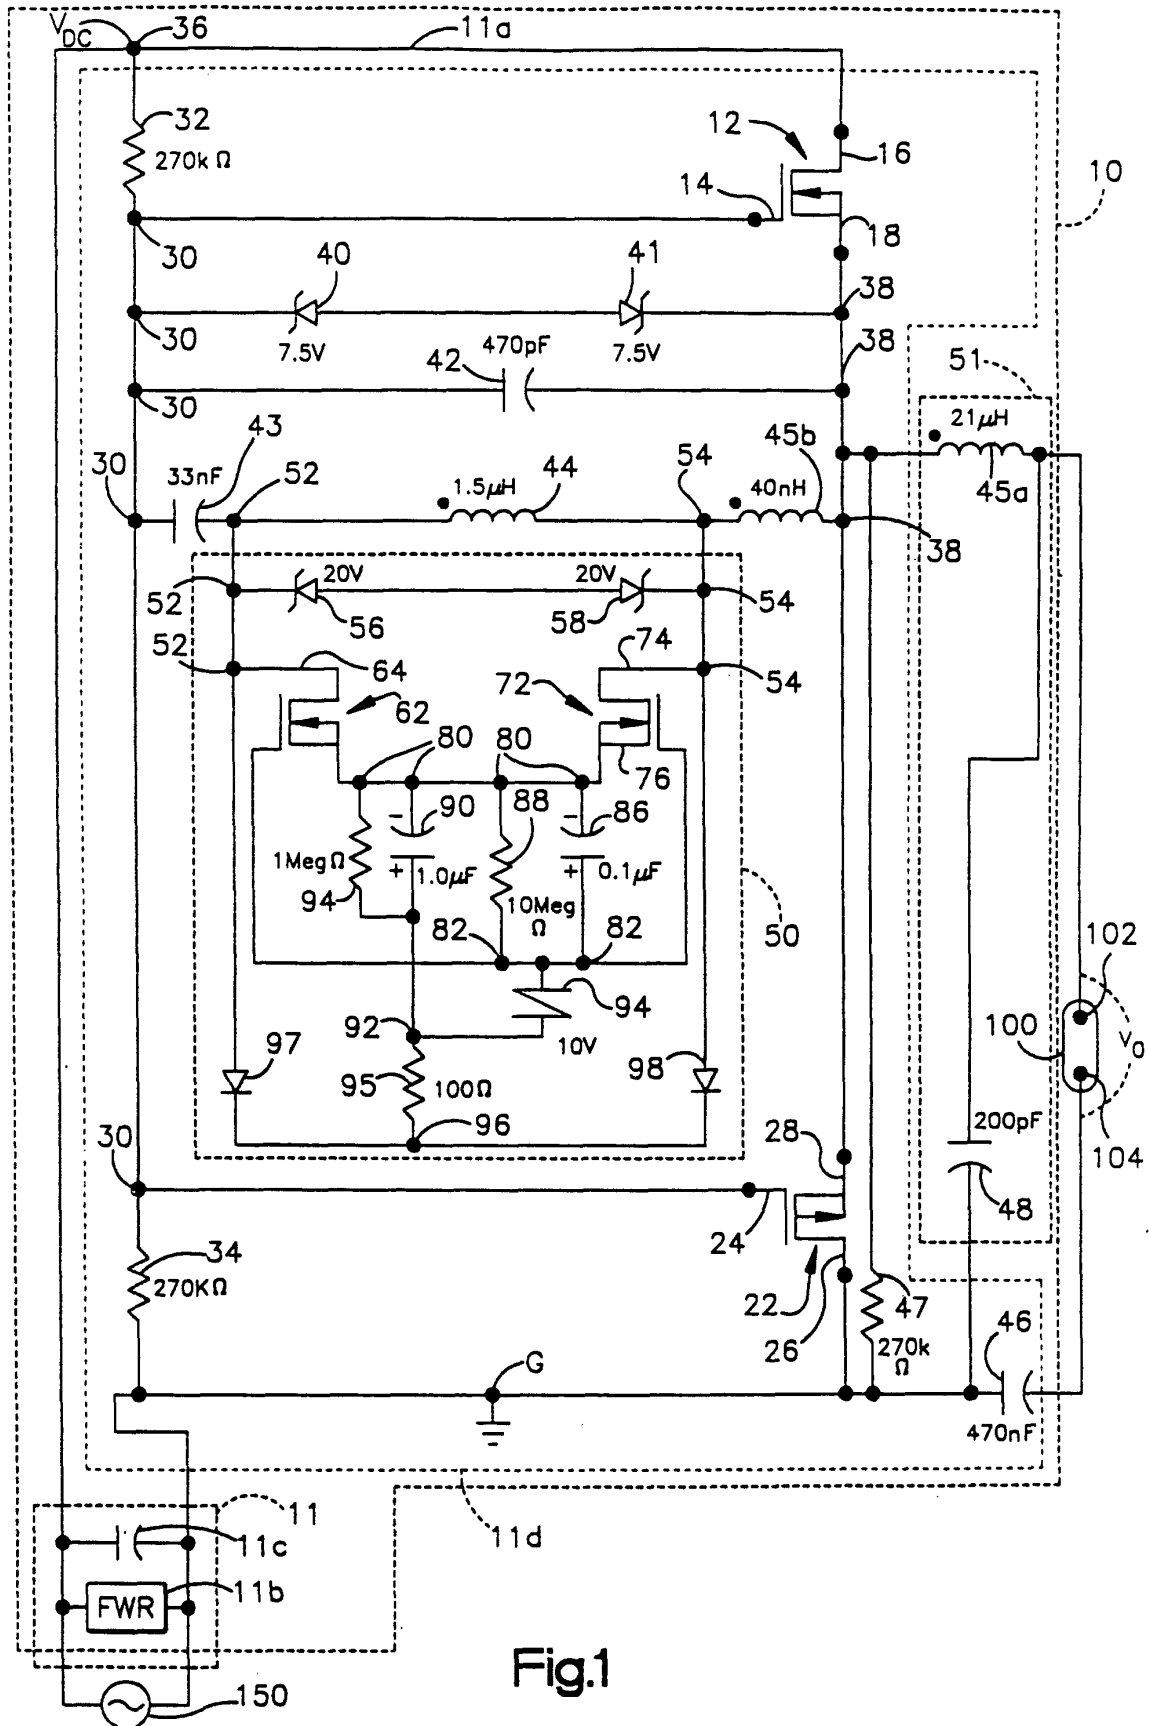 V_DC
36
11a
32
270kΩ
12
16
10
14
18
30
40
41
38
30
7.5V
470pF
7.5V
38
42
51
30
43
45b
21μH
30
33nF
52
1.5μH
44
54
40nH
45a
38
52
20V
20V
54
56
58
52
64
74
54
62
72
80
80
76
90
88
86
1MegΩ
1.0μF
0.1μF
94
10Meg
Ω
50
82
82
94
102
92
10V
97
98
100
v_o
95
100Ω
96
200pF
104
28
30
48
24
34
270KΩ
22
47
46
26
270k
Ω
G
470nF
11
11c
11d
11b
FWR
Fig.1
150